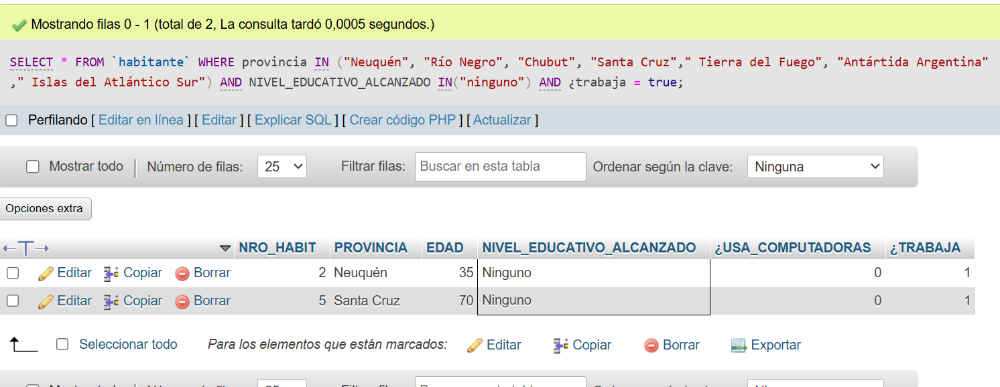 Mostrando filas 0 - 1 (total de 2, La consulta tardó 0,0005 segundos.)
SELECT * FROM `habitante` WHERE provincia IN ("Neuquén", "Río Negro", "Chubut", "Santa Cruz"," Tierra del Fuego", "Antártida Argentina"
," Islas del Atlántico Sur") AND NIVEL_EDUCATIVO_ALCANZADO IN("ninguno") AND ¿trabaja = true;
Perfilando [ Editar en línea ] [ Editar ] [ Explicar SQL ] [ Crear código PHP ] [ Actualizar ]
Mostrar todo | Número de filas: 25 Filtrar filas: Buscar en esta tabla Ordenar según la clave: Ninguna
Opciones extra
←T→ NRO_HABIT PROVINCIA EDAD NIVEL_EDUCATIVO_ALCANZADO ¿USA_COMPUTADORAS ¿TRABAJA
Editar Copiar Borrar 2 Neuquén 35 Ninguno 0 1
Editar Copiar Borrar 5 Santa Cruz 70 Ninguno 0 1
Seleccionar todo Para los elementos que están marcados: Editar Copiar Borrar Exportar